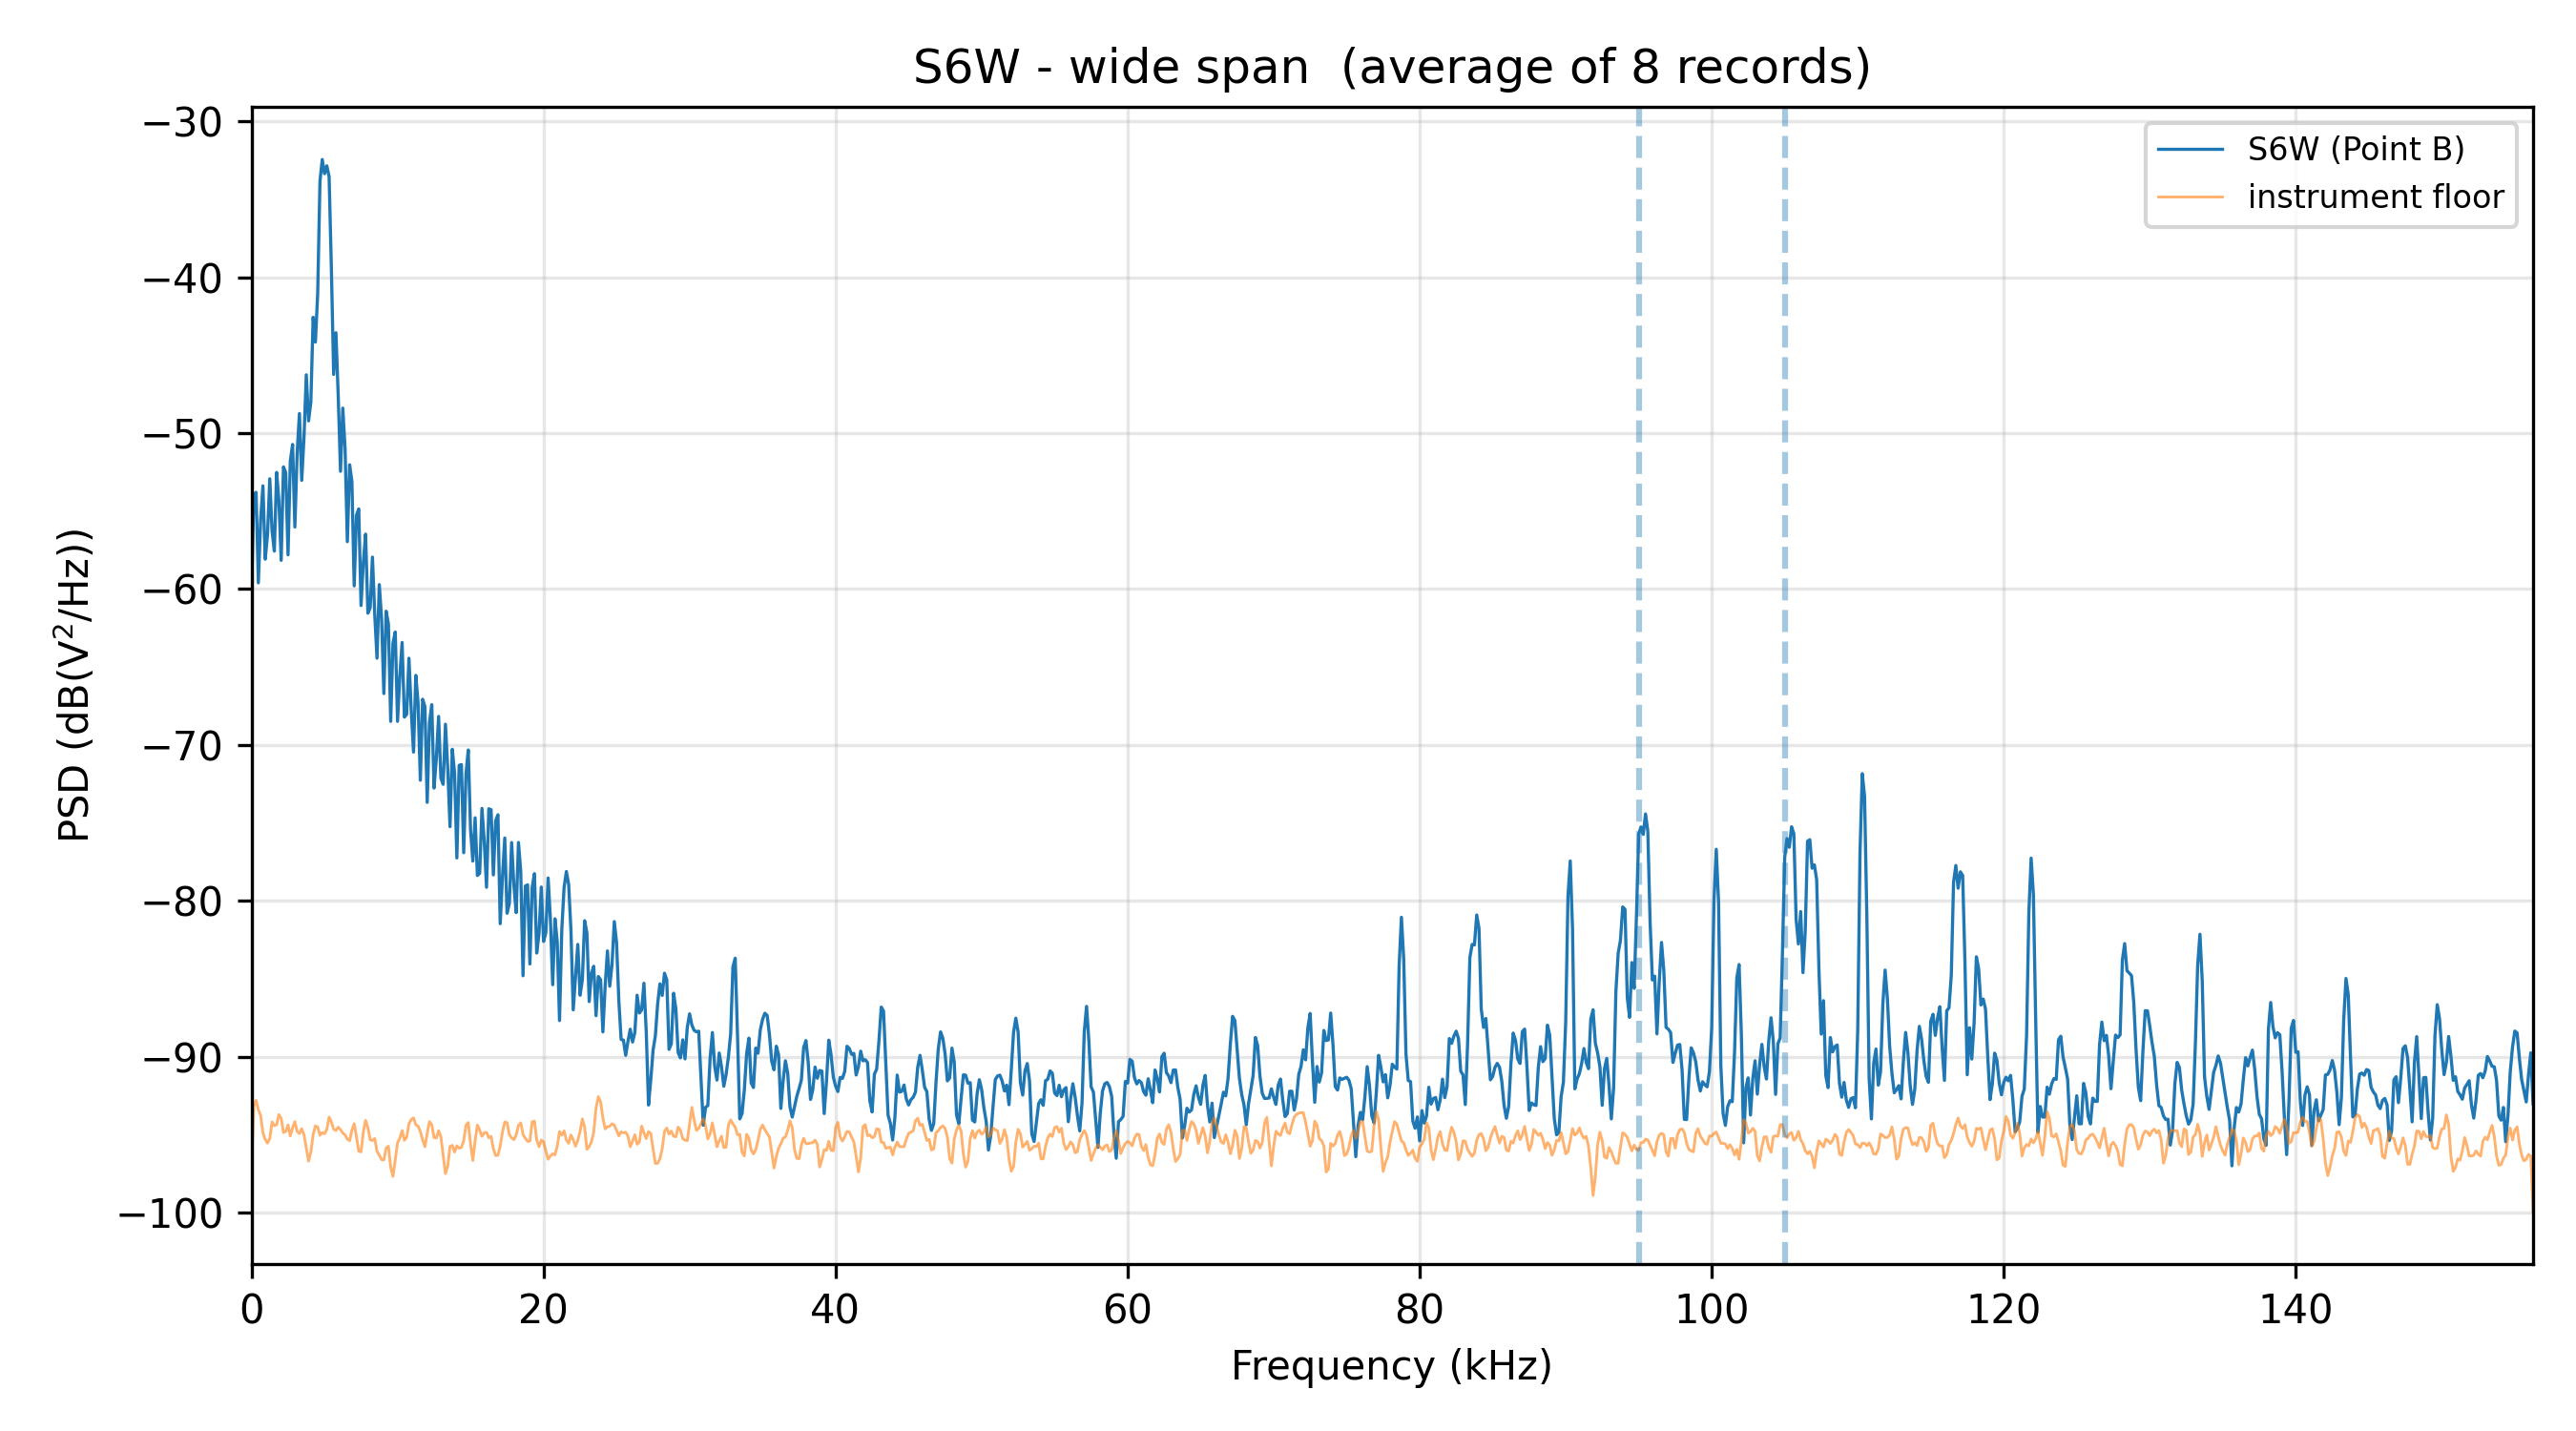 S6W - wide span (average of 8 records)
S6W (Point B)
instrument floor
PSD (dB(V²/Hz))
−30
−40
−50
−60
−70
−80
−90
−100
0 20 40 60 80 100 120 140
Frequency (kHz)